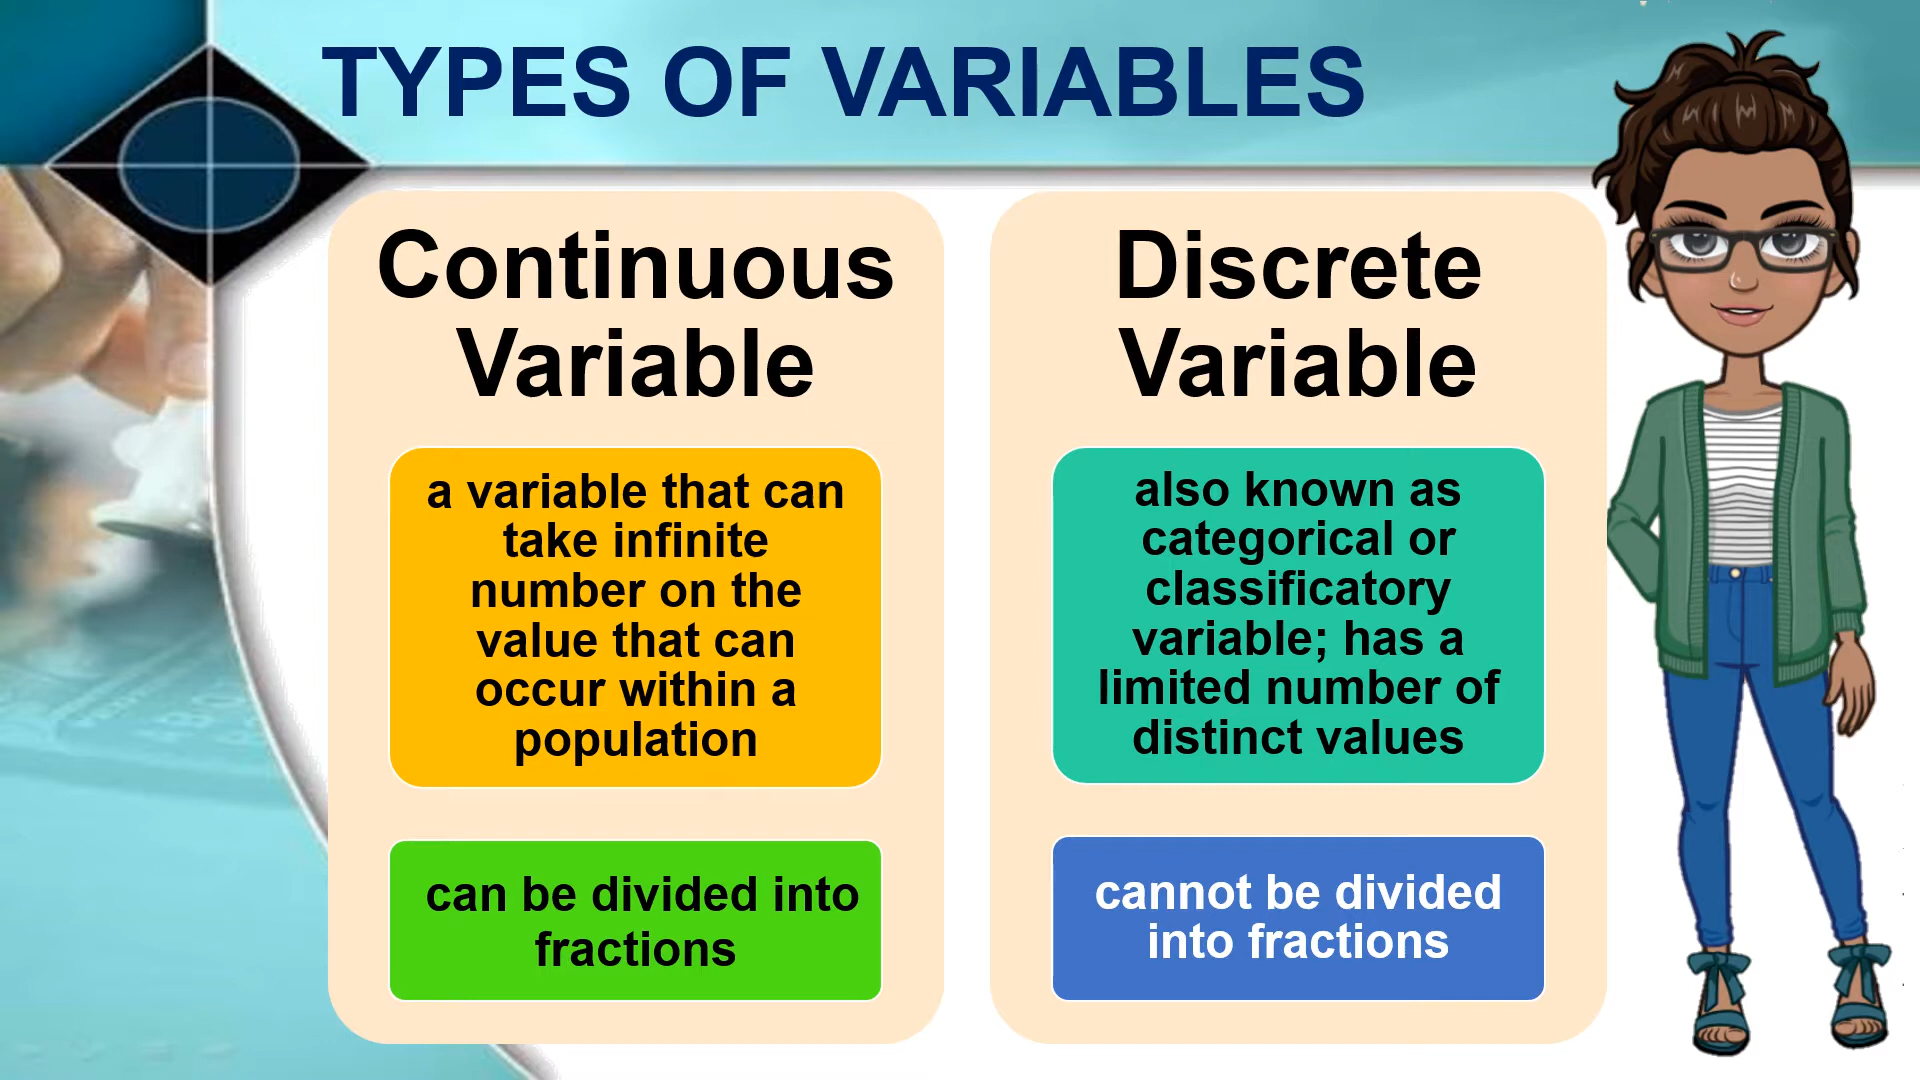 TYPES OF VARIABLES
Continuous
Variable
a variable that can
take infinite
number on the
value that can
occur within a
population
can be divided into
fractions
Discrete
Variable
also known as
categorical or
classificatory
variable; has a
limited number of
distinct values
cannot be divided
into fractions